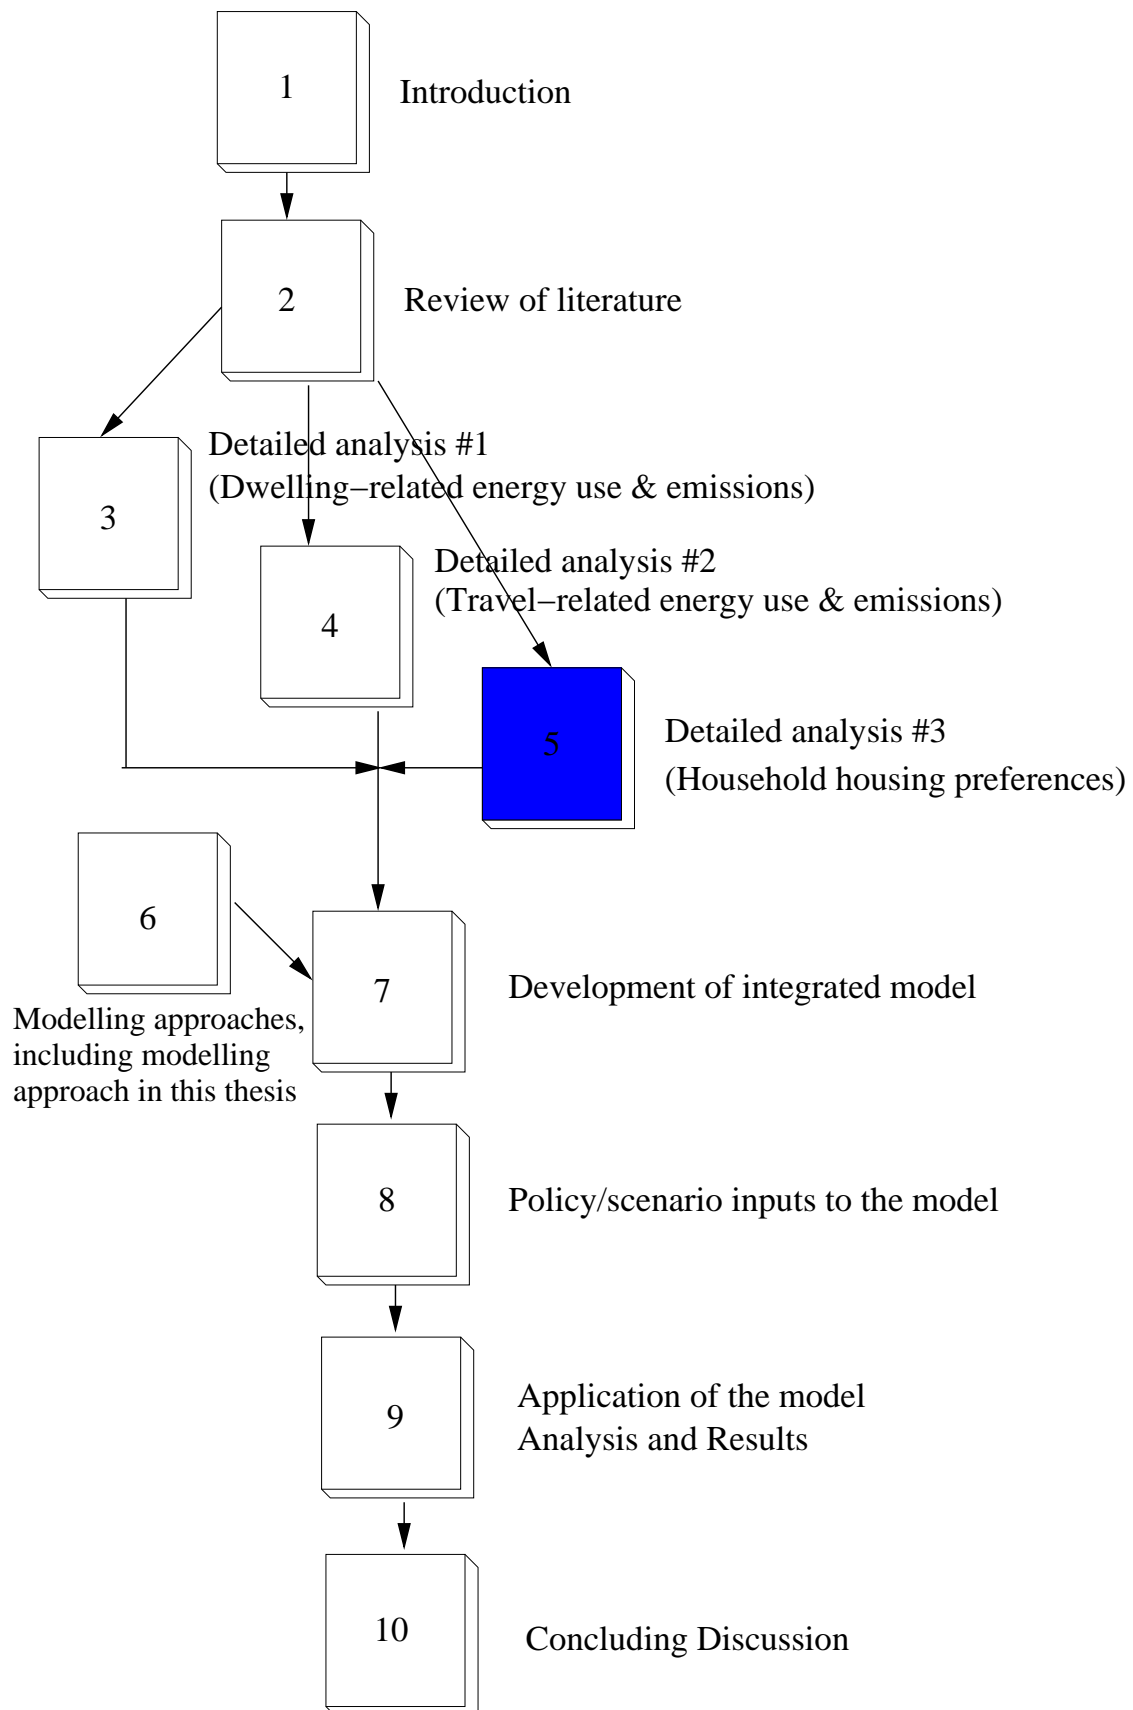 1
Introduction
2
Review of literature
Detailed analysis #1
(Dwelling−related energy use & emissions)
3
Detailed analysis #2
(Travel−related energy use & emissions)
4
5
Detailed analysis #3
(Household housing preferences)
6
Modelling approaches,
including modelling
approach in this thesis
7
Development of integrated model
8
Policy/scenario inputs to the model
9
Application of the model
Analysis and Results
10
Concluding Discussion